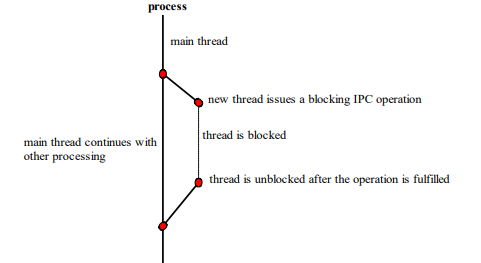 process
main thread
new thread issues a blocking IPC operation
thread is blocked
main thread continues with
other processing
thread is unblocked after the operation is fulfilled